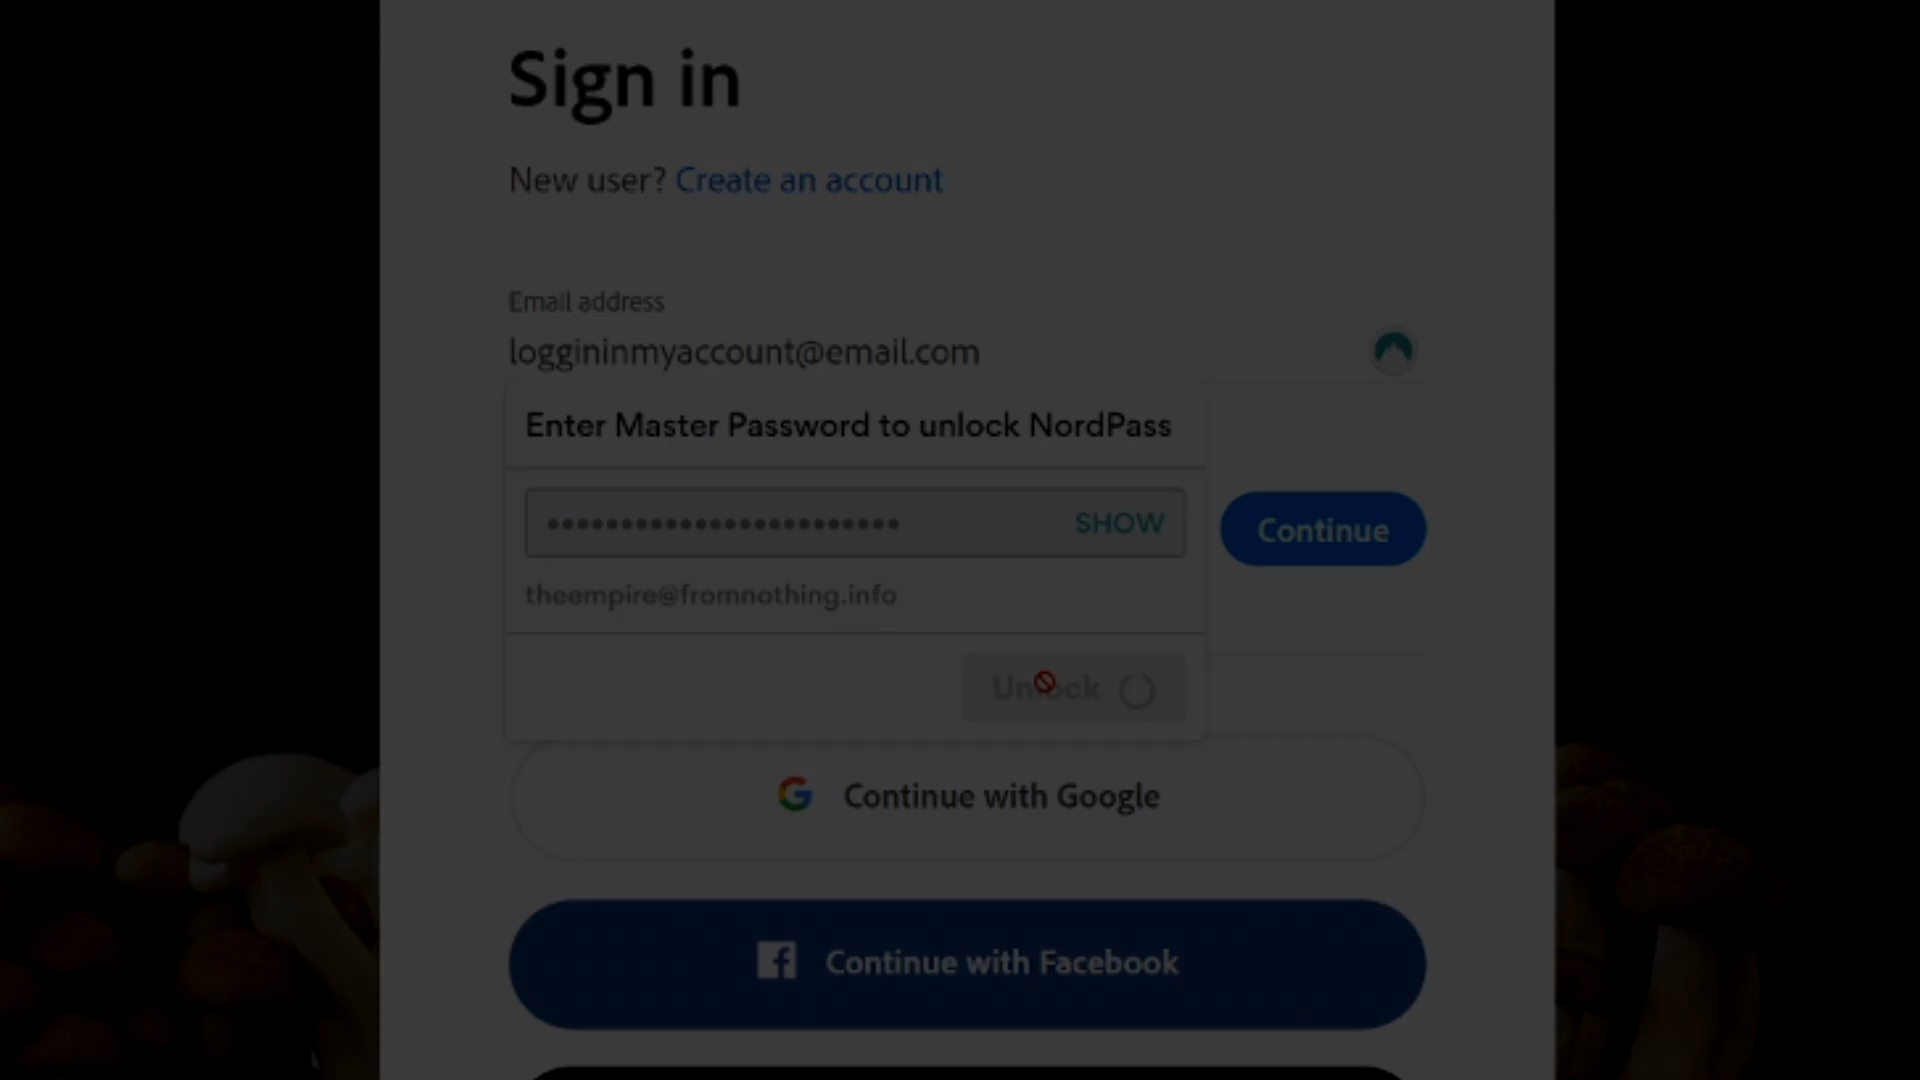 Sign in
New user? Create an account
Email address
loggininmyaccount@email.com
Enter Master Password to unlock NordPass
•••••••••••••••••••••••• SHOW
Continue
theempire@fromnothing.info
Unlock
Continue with Google
Continue with Facebook